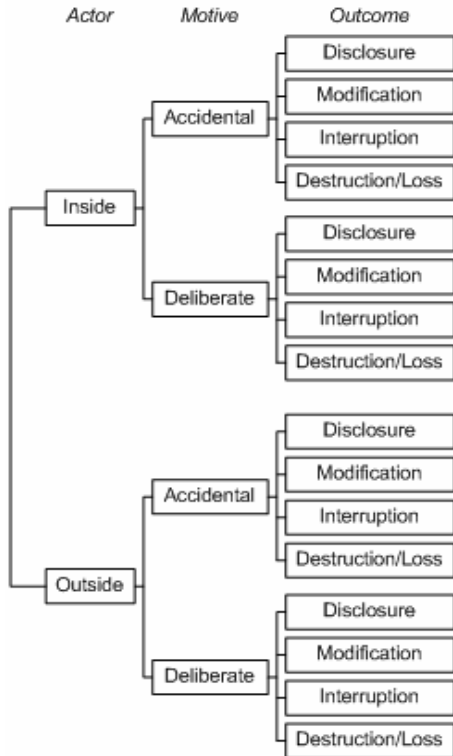 Actor Motive Outcome
Disclosure
Modification
Accidental
Interruption
Destruction/Loss
Inside
Disclosure
Modification
Deliberate
Interruption
Destruction/Loss
Disclosure
Modification
Accidental
Interruption
Destruction/Loss
Outside
Disclosure
Modification
Deliberate
Interruption
Destruction/Loss